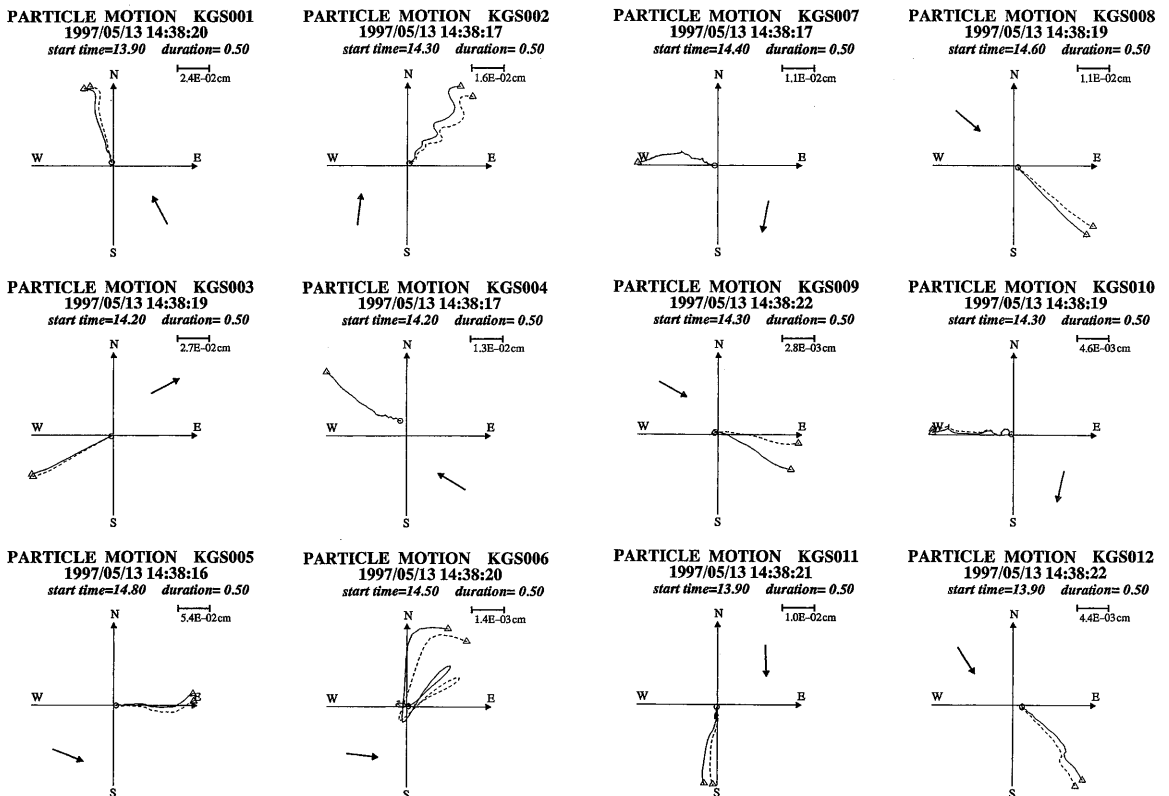 PARTICLE MOTION KGS001
1997/05/13 14:38:20
start time=13.90 duration= 0.50
N
2.4E-02cm
W
E
S
PARTICLE MOTION KGS002
1997/05/13 14:38:17
start time=14.30 duration= 0.50
N
1.6E-02cm
W
E
S
PARTICLE MOTION KGS007
1997/05/13 14:38:17
start time=14.40 duration= 0.50
N
1.1E-02cm
W
E
S
PARTICLE MOTION KGS008
1997/05/13 14:38:19
start time=14.60 duration= 0.50
N
1.1E-02cm
W
E
S
PARTICLE MOTION KGS003
1997/05/13 14:38:19
start time=14.20 duration= 0.50
N
2.7E-02cm
W
E
S
PARTICLE MOTION KGS004
1997/05/13 14:38:17
start time=14.20 duration= 0.50
N
1.3E-02cm
W
E
S
PARTICLE MOTION KGS009
1997/05/13 14:38:22
start time=14.30 duration= 0.50
N
2.8E-03cm
W
E
S
PARTICLE MOTION KGS010
1997/05/13 14:38:19
start time=14.30 duration= 0.50
N
4.6E-03cm
W
E
S
PARTICLE MOTION KGS005
1997/05/13 14:38:16
start time=14.80 duration= 0.50
N
5.4E-02cm
W
E
S
PARTICLE MOTION KGS006
1997/05/13 14:38:20
start time=14.50 duration= 0.50
N
1.4E-03cm
W
E
S
PARTICLE MOTION KGS011
1997/05/13 14:38:21
start time=13.90 duration= 0.50
N
1.0E-02cm
W
E
S
PARTICLE MOTION KGS012
1997/05/13 14:38:22
start time=13.90 duration= 0.50
N
4.4E-03cm
W
E
S